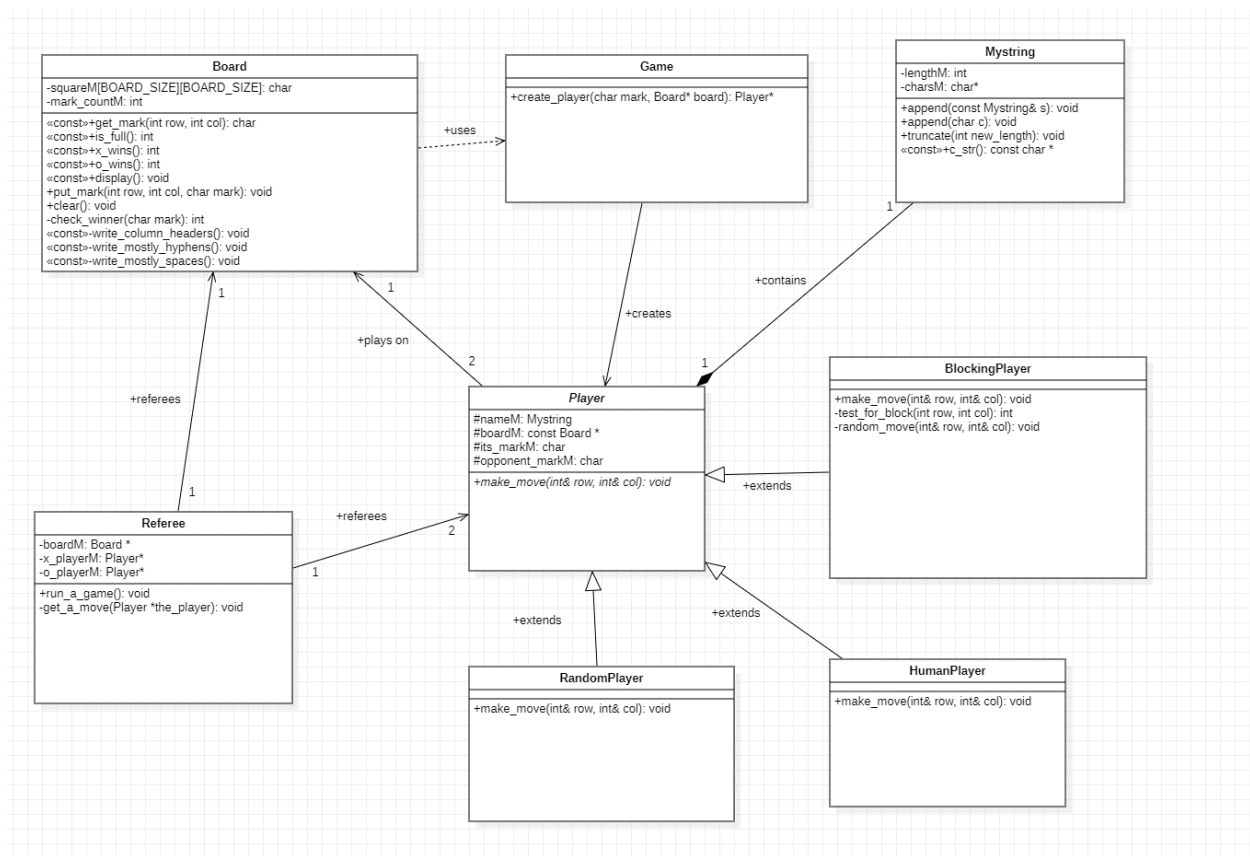 Board
-squareM[BOARD_SIZE][BOARD_SIZE]: char
-mark_countM: int
«const»+get_mark(int row, int col): char
«const»+is_full(): int
«const»+x_wins(): int
«const»+o_wins(): int
«const»+display(): void
+put_mark(int row, int col, char mark): void
+clear(): void
-check_winner(char mark): int
«const»-write_column_headers(): void
«const»-write_mostly_hyphens(): void
«const»-write_mostly_spaces(): void
+uses
Game
+create_player(char mark, Board* board): Player*
Mystring
-lengthM: int
-charsM: char*
+append(const Mystring& s): void
+append(char c): void
+truncate(int new_length): void
«const»+c_str(): const char *
1
+contains
1
+creates
1
+plays on
2
1
+referees
1
Player
#nameM: Mystring
#boardM: const Board *
#its_markM: char
#opponent_markM: char
+make_move(int& row, int& col): void
BlockingPlayer
+make_move(int& row, int& col): void
-test_for_block(int row, int col): int
-random_move(int& row, int& col): void
+extends
Referee
-boardM: Board *
-x_playerM: Player*
-o_playerM: Player*
+run_a_game(): void
-get_a_move(Player *the_player): void
+referees
2
1
+extends
+extends
RandomPlayer
+make_move(int& row, int& col): void
HumanPlayer
+make_move(int& row, int& col): void